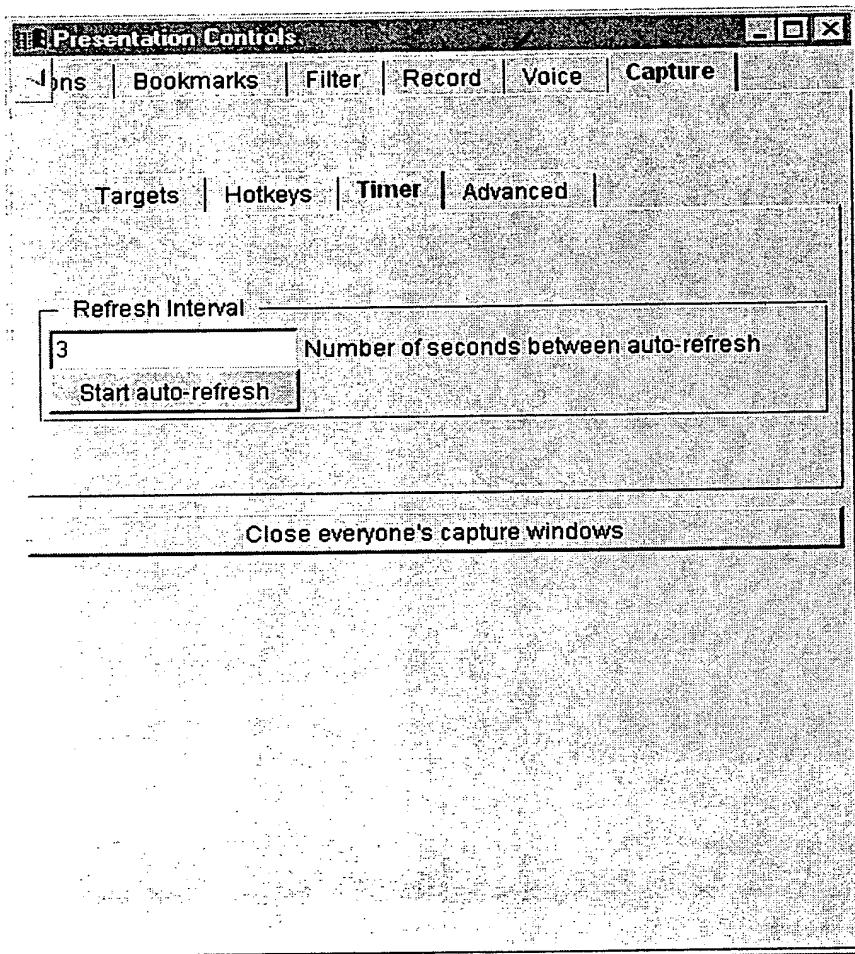 Presentation Controls
ons Bookmarks Filter Record Voice Capture
Targets Hotkeys Timer Advanced
Refresh Interval
3 Number of seconds between auto-refresh
Start auto-refresh
Close everyone's capture windows